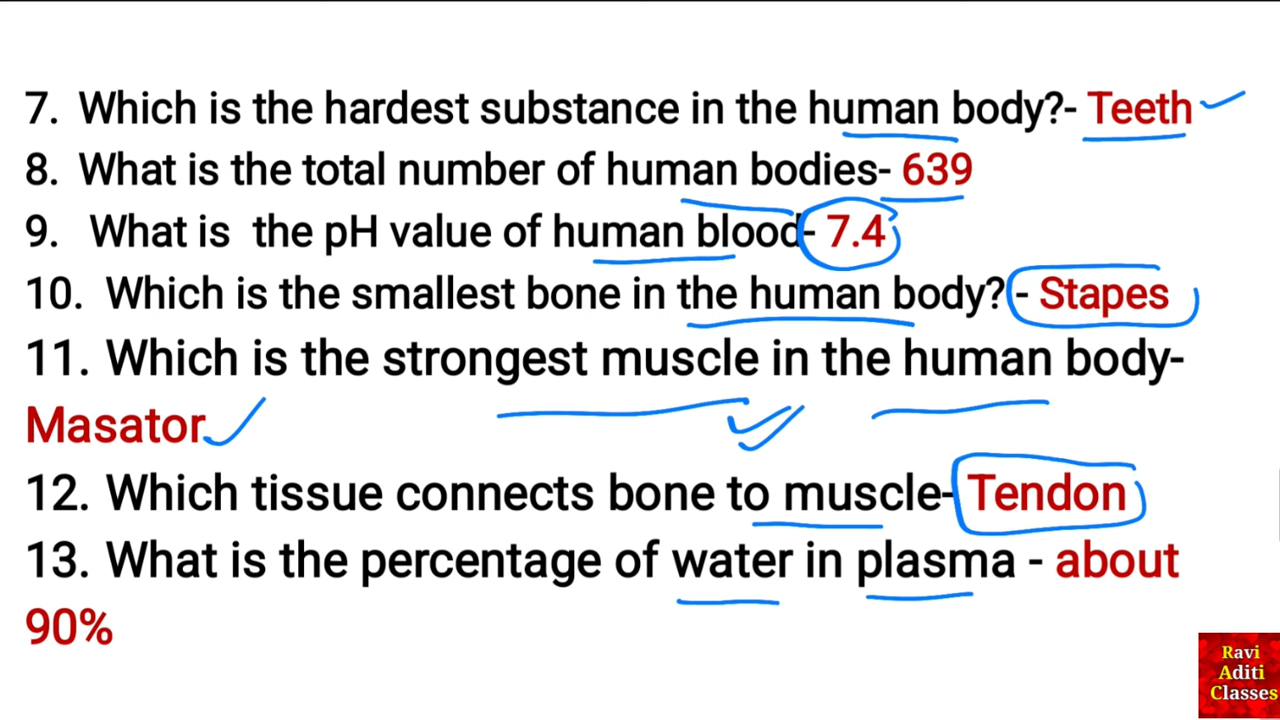 7. Which is the hardest substance in the human body?- Teeth
8. What is the total number of human bodies- 639
9. What is the pH value of human blood- 7.4
10. Which is the smallest bone in the human body?- Stapes
11. Which is the strongest muscle in the human body-
Masator
12. Which tissue connects bone to muscle- Tendon
13. What is the percentage of water in plasma - about
90%
Ravi
Aditi
Classes